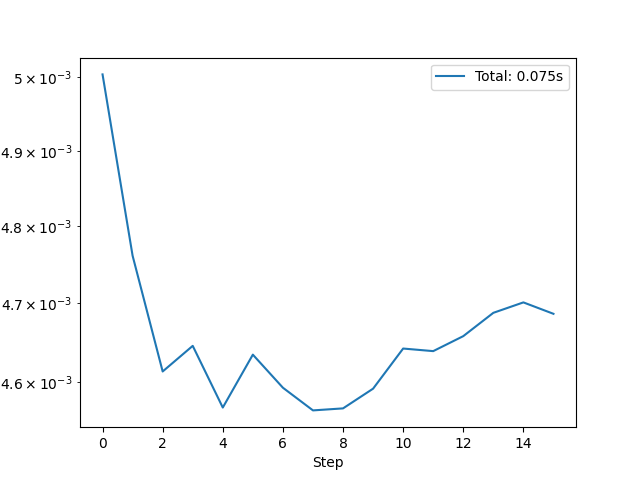 Total: 0.075s
5 × 10⁻³
4.9 × 10⁻³
4.8 × 10⁻³
4.7 × 10⁻³
4.6 × 10⁻³
0 2 4 6 8 10 12 14
Step